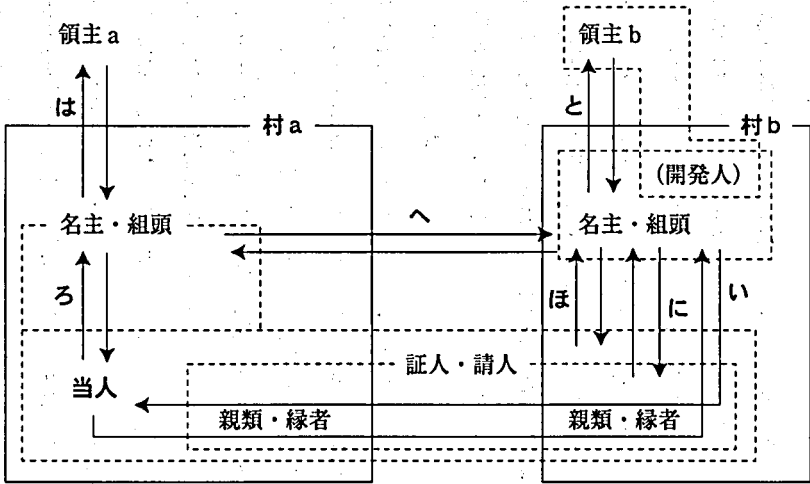 領主a
領主b
は
と
村a
村b
(開発人)
名主・組頭
へ
名主・組頭
ろ
ほ
に
い
証人・請人
当人
親類・縁者
親類・縁者